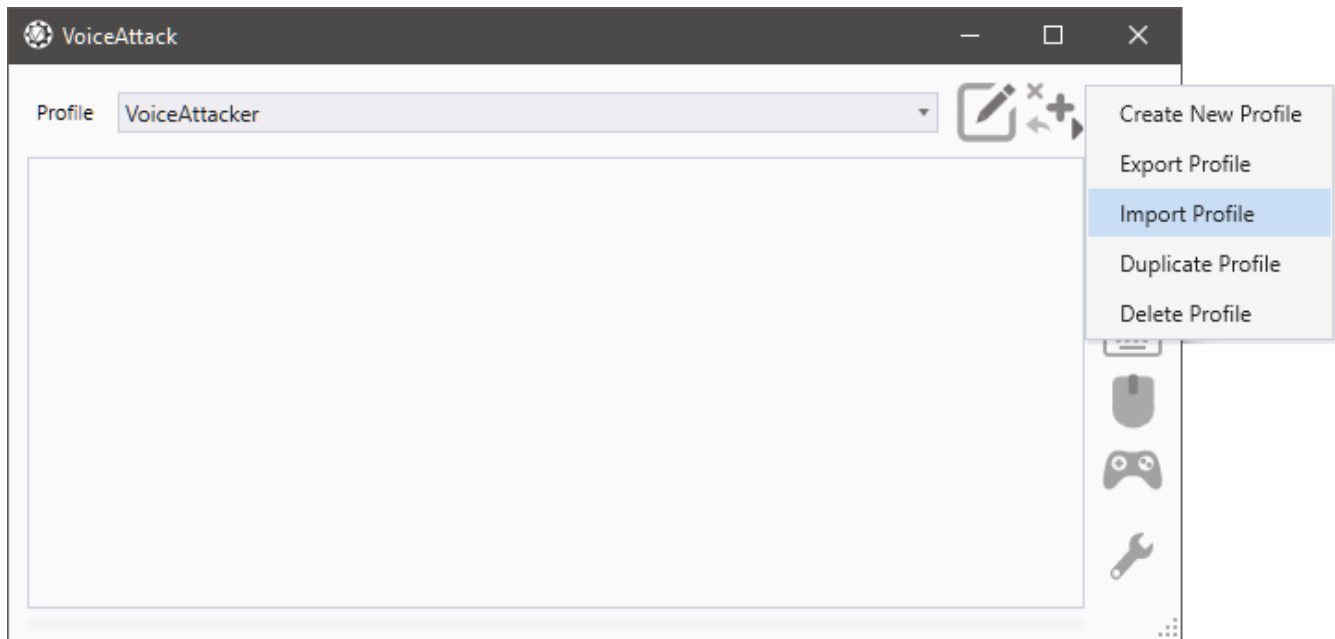 VoiceAttack
Profile VoiceAttacker
Create New Profile
Export Profile
Import Profile
Duplicate Profile
Delete Profile